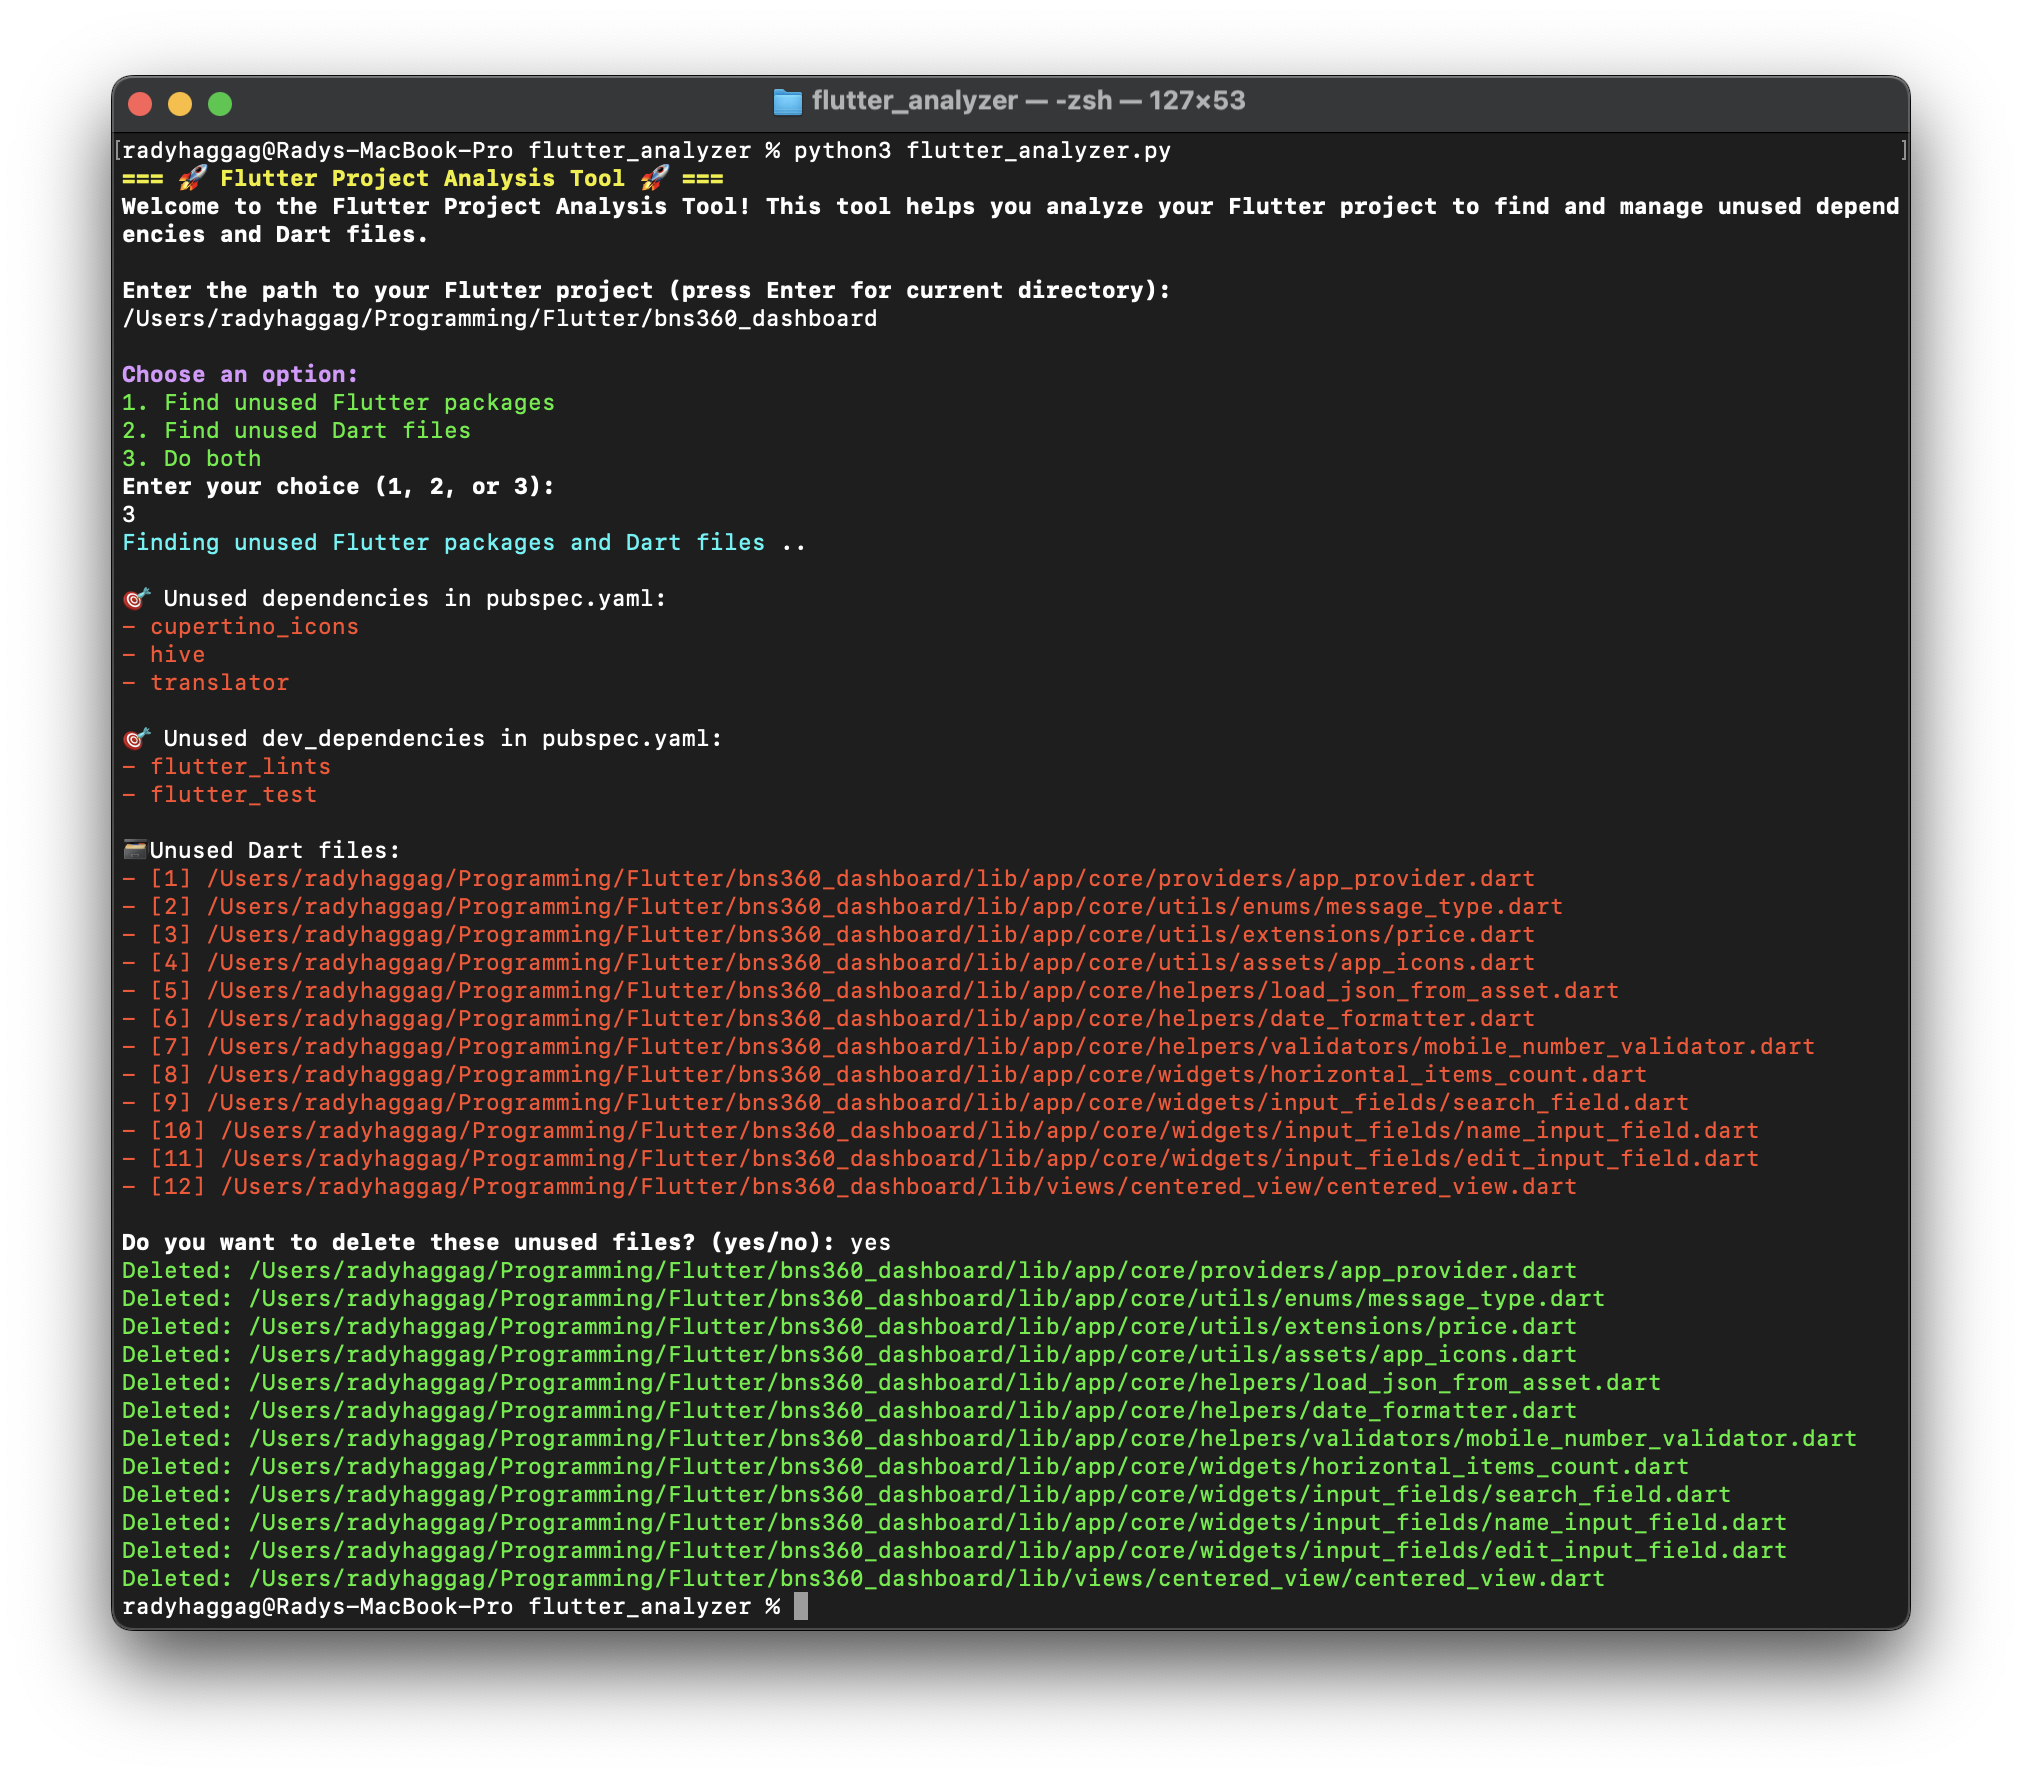 flutter_analyzer — -zsh — 127×53
[radyhaggag@Radys-MacBook-Pro flutter_analyzer % python3 flutter_analyzer.py ]
=== 🚀 Flutter Project Analysis Tool 🚀 ===
Welcome to the Flutter Project Analysis Tool! This tool helps you analyze your Flutter project to find and manage unused depend
encies and Dart files.
Enter the path to your Flutter project (press Enter for current directory):
/Users/radyhaggag/Programming/Flutter/bns360_dashboard
Choose an option:
1. Find unused Flutter packages
2. Find unused Dart files
3. Do both
Enter your choice (1, 2, or 3):
3
Finding unused Flutter packages and Dart files ..
🎯 Unused dependencies in pubspec.yaml:
- cupertino_icons
- hive
- translator
🎯 Unused dev_dependencies in pubspec.yaml:
- flutter_lints
- flutter_test
🗃️Unused Dart files:
- [1] /Users/radyhaggag/Programming/Flutter/bns360_dashboard/lib/app/core/providers/app_provider.dart
- [2] /Users/radyhaggag/Programming/Flutter/bns360_dashboard/lib/app/core/utils/enums/message_type.dart
- [3] /Users/radyhaggag/Programming/Flutter/bns360_dashboard/lib/app/core/utils/extensions/price.dart
- [4] /Users/radyhaggag/Programming/Flutter/bns360_dashboard/lib/app/core/utils/assets/app_icons.dart
- [5] /Users/radyhaggag/Programming/Flutter/bns360_dashboard/lib/app/core/helpers/load_json_from_asset.dart
- [6] /Users/radyhaggag/Programming/Flutter/bns360_dashboard/lib/app/core/helpers/date_formatter.dart
- [7] /Users/radyhaggag/Programming/Flutter/bns360_dashboard/lib/app/core/helpers/validators/mobile_number_validator.dart
- [8] /Users/radyhaggag/Programming/Flutter/bns360_dashboard/lib/app/core/widgets/horizontal_items_count.dart
- [9] /Users/radyhaggag/Programming/Flutter/bns360_dashboard/lib/app/core/widgets/input_fields/search_field.dart
- [10] /Users/radyhaggag/Programming/Flutter/bns360_dashboard/lib/app/core/widgets/input_fields/name_input_field.dart
- [11] /Users/radyhaggag/Programming/Flutter/bns360_dashboard/lib/app/core/widgets/input_fields/edit_input_field.dart
- [12] /Users/radyhaggag/Programming/Flutter/bns360_dashboard/lib/views/centered_view/centered_view.dart
Do you want to delete these unused files? (yes/no): yes
Deleted: /Users/radyhaggag/Programming/Flutter/bns360_dashboard/lib/app/core/providers/app_provider.dart
Deleted: /Users/radyhaggag/Programming/Flutter/bns360_dashboard/lib/app/core/utils/enums/message_type.dart
Deleted: /Users/radyhaggag/Programming/Flutter/bns360_dashboard/lib/app/core/utils/extensions/price.dart
Deleted: /Users/radyhaggag/Programming/Flutter/bns360_dashboard/lib/app/core/utils/assets/app_icons.dart
Deleted: /Users/radyhaggag/Programming/Flutter/bns360_dashboard/lib/app/core/helpers/load_json_from_asset.dart
Deleted: /Users/radyhaggag/Programming/Flutter/bns360_dashboard/lib/app/core/helpers/date_formatter.dart
Deleted: /Users/radyhaggag/Programming/Flutter/bns360_dashboard/lib/app/core/helpers/validators/mobile_number_validator.dart
Deleted: /Users/radyhaggag/Programming/Flutter/bns360_dashboard/lib/app/core/widgets/horizontal_items_count.dart
Deleted: /Users/radyhaggag/Programming/Flutter/bns360_dashboard/lib/app/core/widgets/input_fields/search_field.dart
Deleted: /Users/radyhaggag/Programming/Flutter/bns360_dashboard/lib/app/core/widgets/input_fields/name_input_field.dart
Deleted: /Users/radyhaggag/Programming/Flutter/bns360_dashboard/lib/app/core/widgets/input_fields/edit_input_field.dart
Deleted: /Users/radyhaggag/Programming/Flutter/bns360_dashboard/lib/views/centered_view/centered_view.dart
radyhaggag@Radys-MacBook-Pro flutter_analyzer %